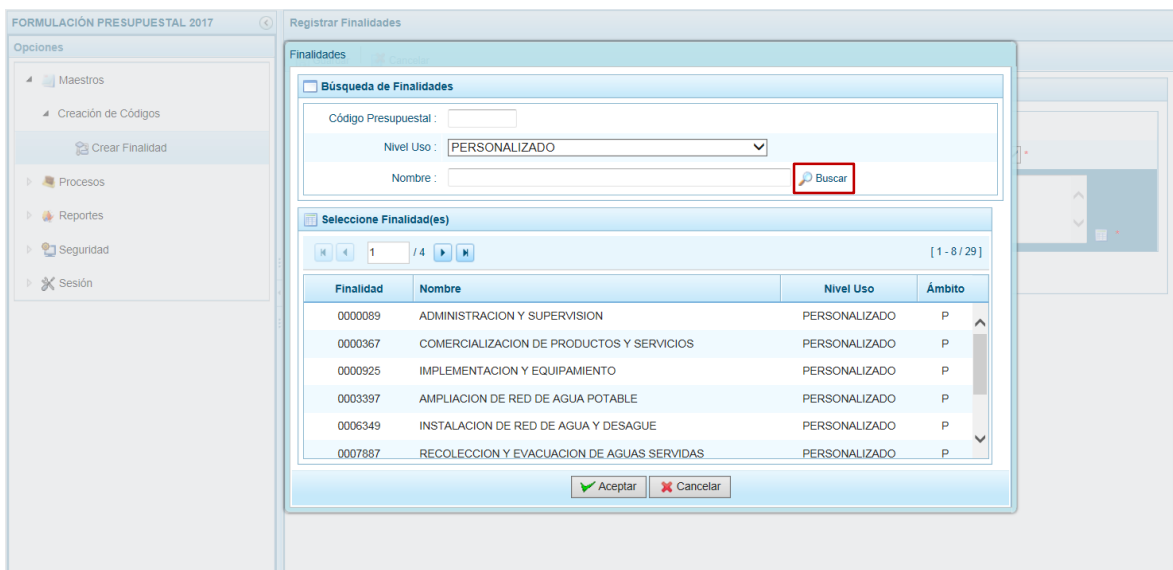 FORMULACIÓN PRESUPUESTAL 2017
Opciones
Maestros
Creación de Códigos
Crear Finalidad
Procesos
Reportes
Seguridad
Sesión
Registrar Finalidades
Finalidades
Cancelar
Búsqueda de Finalidades
Código Presupuestal :
Nivel Uso : PERSONALIZADO
Nombre : Buscar
Seleccione Finalidad(es)
1 / 4 [ 1 - 8 / 29 ]
Finalidad Nombre Nivel Uso Ámbito
0000089 ADMINISTRACION Y SUPERVISION PERSONALIZADO P
0000367 COMERCIALIZACION DE PRODUCTOS Y SERVICIOS PERSONALIZADO P
0000925 IMPLEMENTACION Y EQUIPAMIENTO PERSONALIZADO P
0003397 AMPLIACION DE RED DE AGUA POTABLE PERSONALIZADO P
0006349 INSTALACION DE RED DE AGUA Y DESAGUE PERSONALIZADO P
0007887 RECOLECCION Y EVACUACION DE AGUAS SERVIDAS PERSONALIZADO P
Aceptar Cancelar